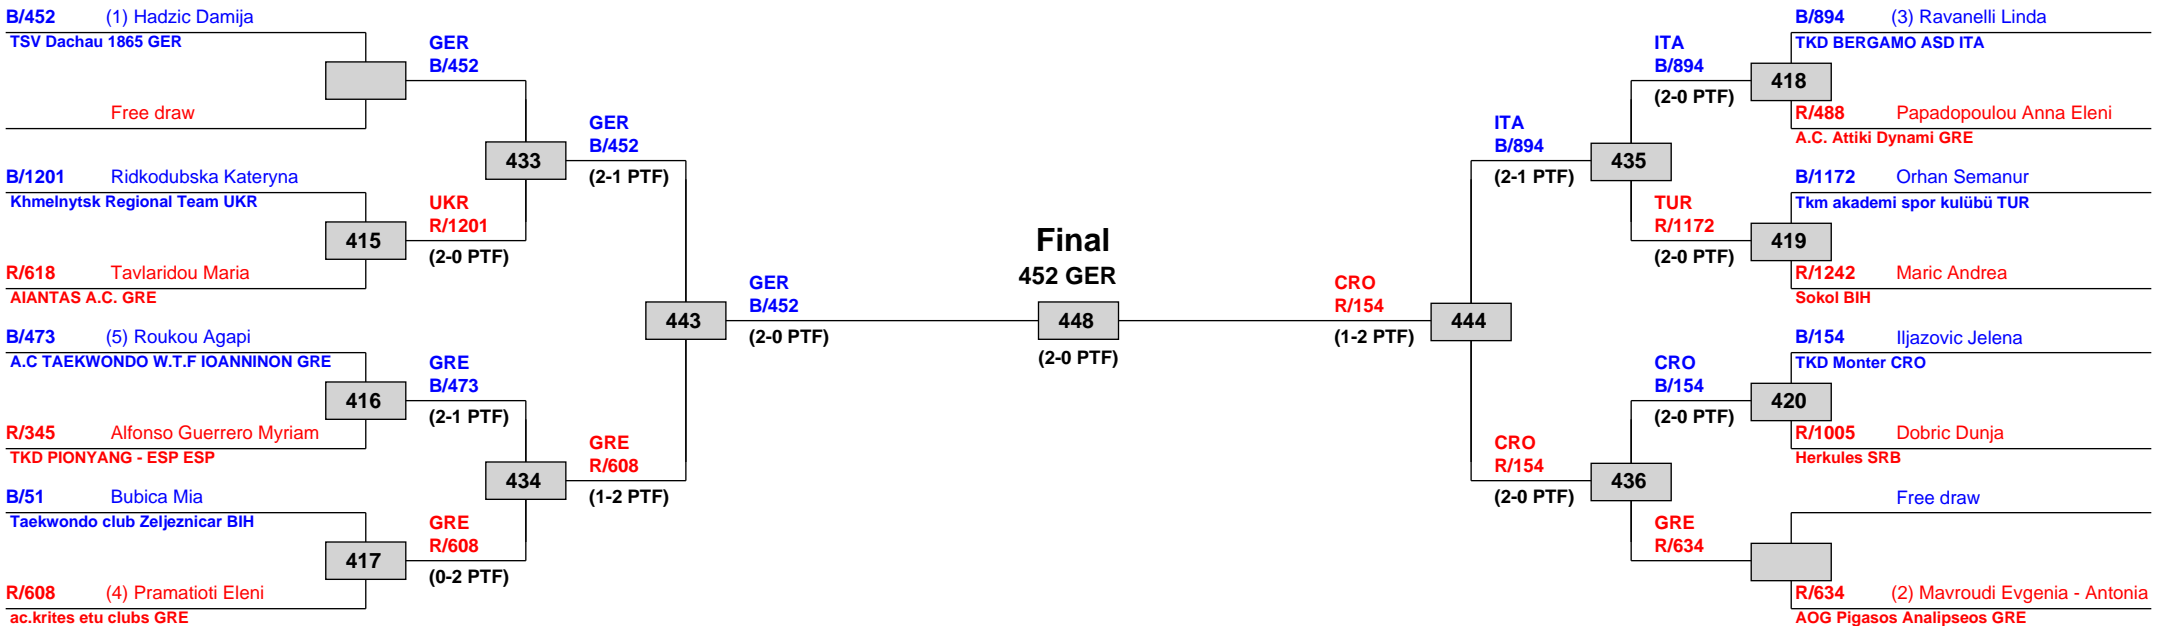 B/452 (1) Hadzic Damija
TSV Dachau 1865 GER
Free draw
B/1201 Ridkodubska Kateryna
Khmelnytsk Regional Team UKR
R/618 Tavlaridou Maria
AIANTAS A.C. GRE
B/473 (5) Roukou Agapi
A.C TAEKWONDO W.T.F IOANNINON GRE
R/345 Alfonso Guerrero Myriam
TKD PIONYANG - ESP ESP
B/51 Bubica Mia
Taekwondo club Zeljeznicar BIH
R/608 (4) Pramatioti Eleni
ac.krites etu clubs GRE
415
416
417
GER
B/452
UKR
R/1201
(2-0 PTF)
GRE
B/473
(2-1 PTF)
GRE
R/608
(0-2 PTF)
433
434
GER
B/452
(2-1 PTF)
GRE
R/608
(1-2 PTF)
443
GER
B/452
(2-0 PTF)
Final
452 GER
448
(2-0 PTF)
CRO
R/154
(1-2 PTF)
444
ITA
B/894
(2-1 PTF)
CRO
R/154
(2-0 PTF)
435
436
ITA
B/894
(2-0 PTF)
TUR
R/1172
(2-0 PTF)
CRO
B/154
(2-0 PTF)
GRE
R/634
418
419
420
B/894 (3) Ravanelli Linda
TKD BERGAMO ASD ITA
R/488 Papadopoulou Anna Eleni
A.C. Attiki Dynami GRE
B/1172 Orhan Semanur
Tkm akademi spor kulübü TUR
R/1242 Maric Andrea
Sokol BIH
B/154 Iljazovic Jelena
TKD Monter CRO
R/1005 Dobric Dunja
Herkules SRB
Free draw
R/634 (2) Mavroudi Evgenia - Antonia
AOG Pigasos Analipseos GRE